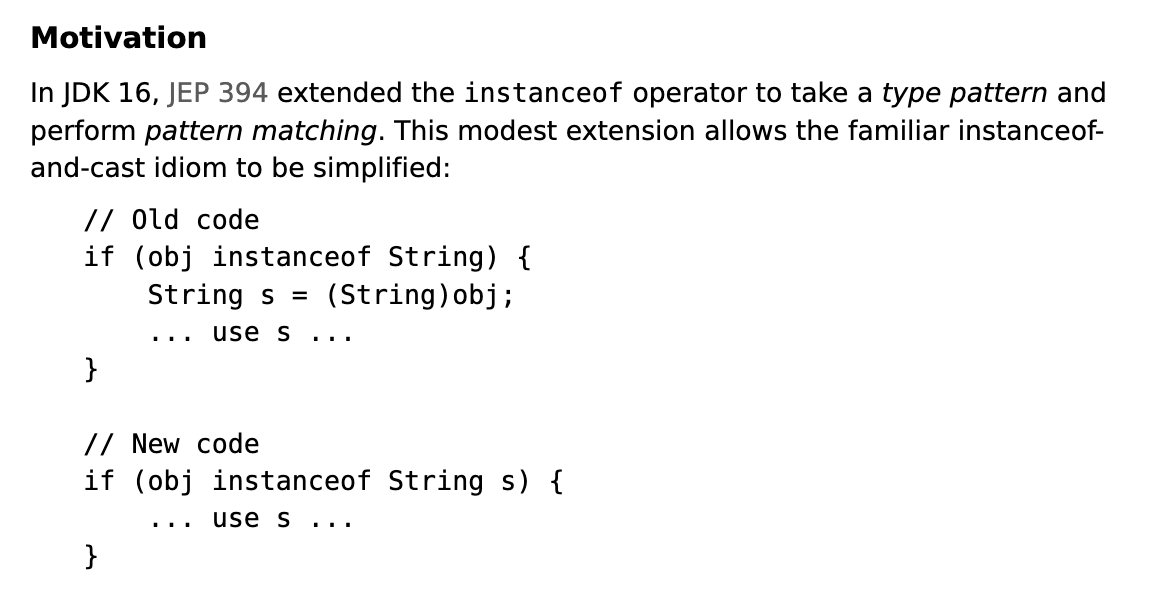 Motivation
In JDK 16, JEP 394 extended the instanceof operator to take a type pattern and
perform pattern matching. This modest extension allows the familiar instanceof-
and-cast idiom to be simplified:
// Old code
if (obj instanceof String) {
    String s = (String)obj;
    ... use s ...
}
// New code
if (obj instanceof String s) {
    ... use s ...
}